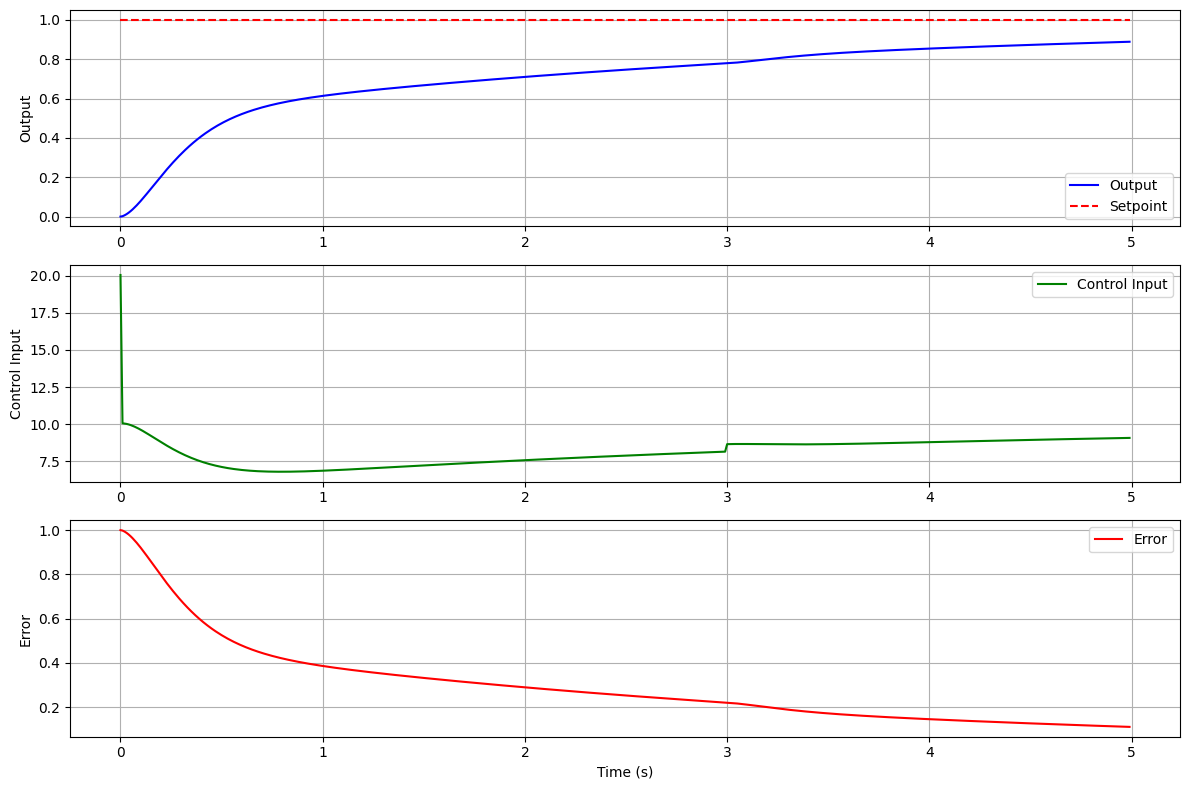 1.0
0.8
0.6
0.4
0.2
0.0
Output
Output
Setpoint
0 1 2 3 4 5
20.0
17.5
15.0
12.5
10.0
7.5
Control Input
Control Input
0 1 2 3 4 5
1.0
0.8
0.6
0.4
0.2
Error
Error
0 1 2 3 4 5
Time (s)